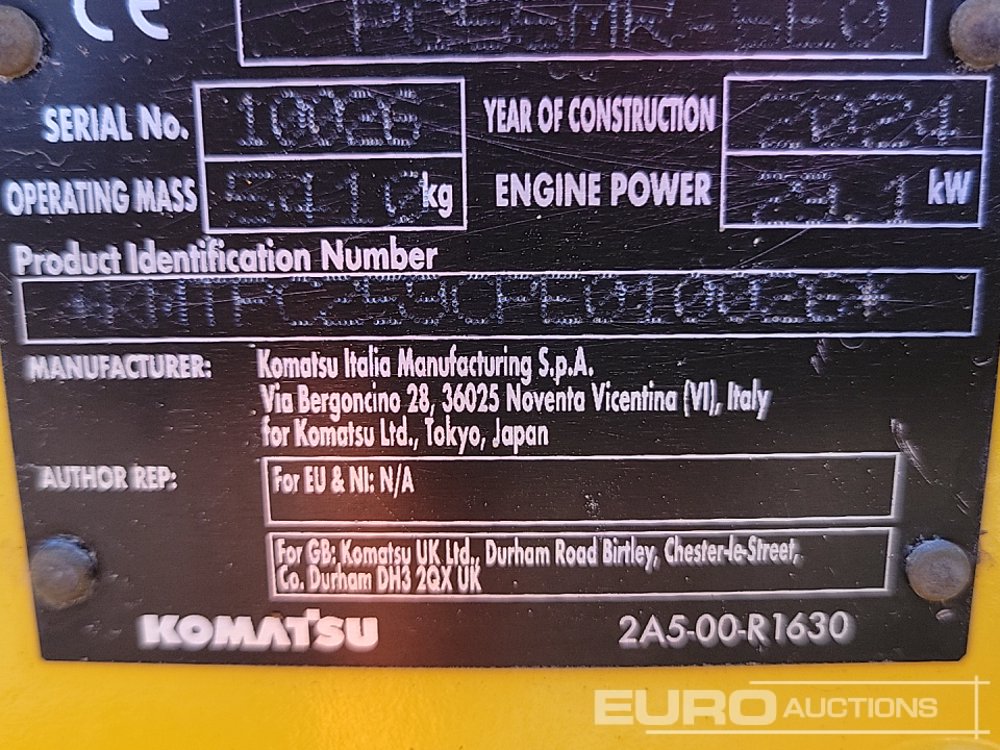 CE
SERIAL No. 10026
YEAR OF CONSTRUCTION 2024
OPERATING MASS kg
ENGINE POWER 29.1 kW
Product Identification Number
MANUFACTURER: Komatsu Italia Manufacturing S.p.A.
Via Bergoncino 28, 36025 Noventa Vicentina (VI), Italy
for Komatsu Ltd., Tokyo, Japan
AUTHOR REP: For EU & NI: N/A
For GB: Komatsu UK Ltd., Durham Road Birtley, Chester-le-Street,
Co. Durham DH3 2QX UK
KOMATSU 2A5-00-R1630
EURO AUCTIONS